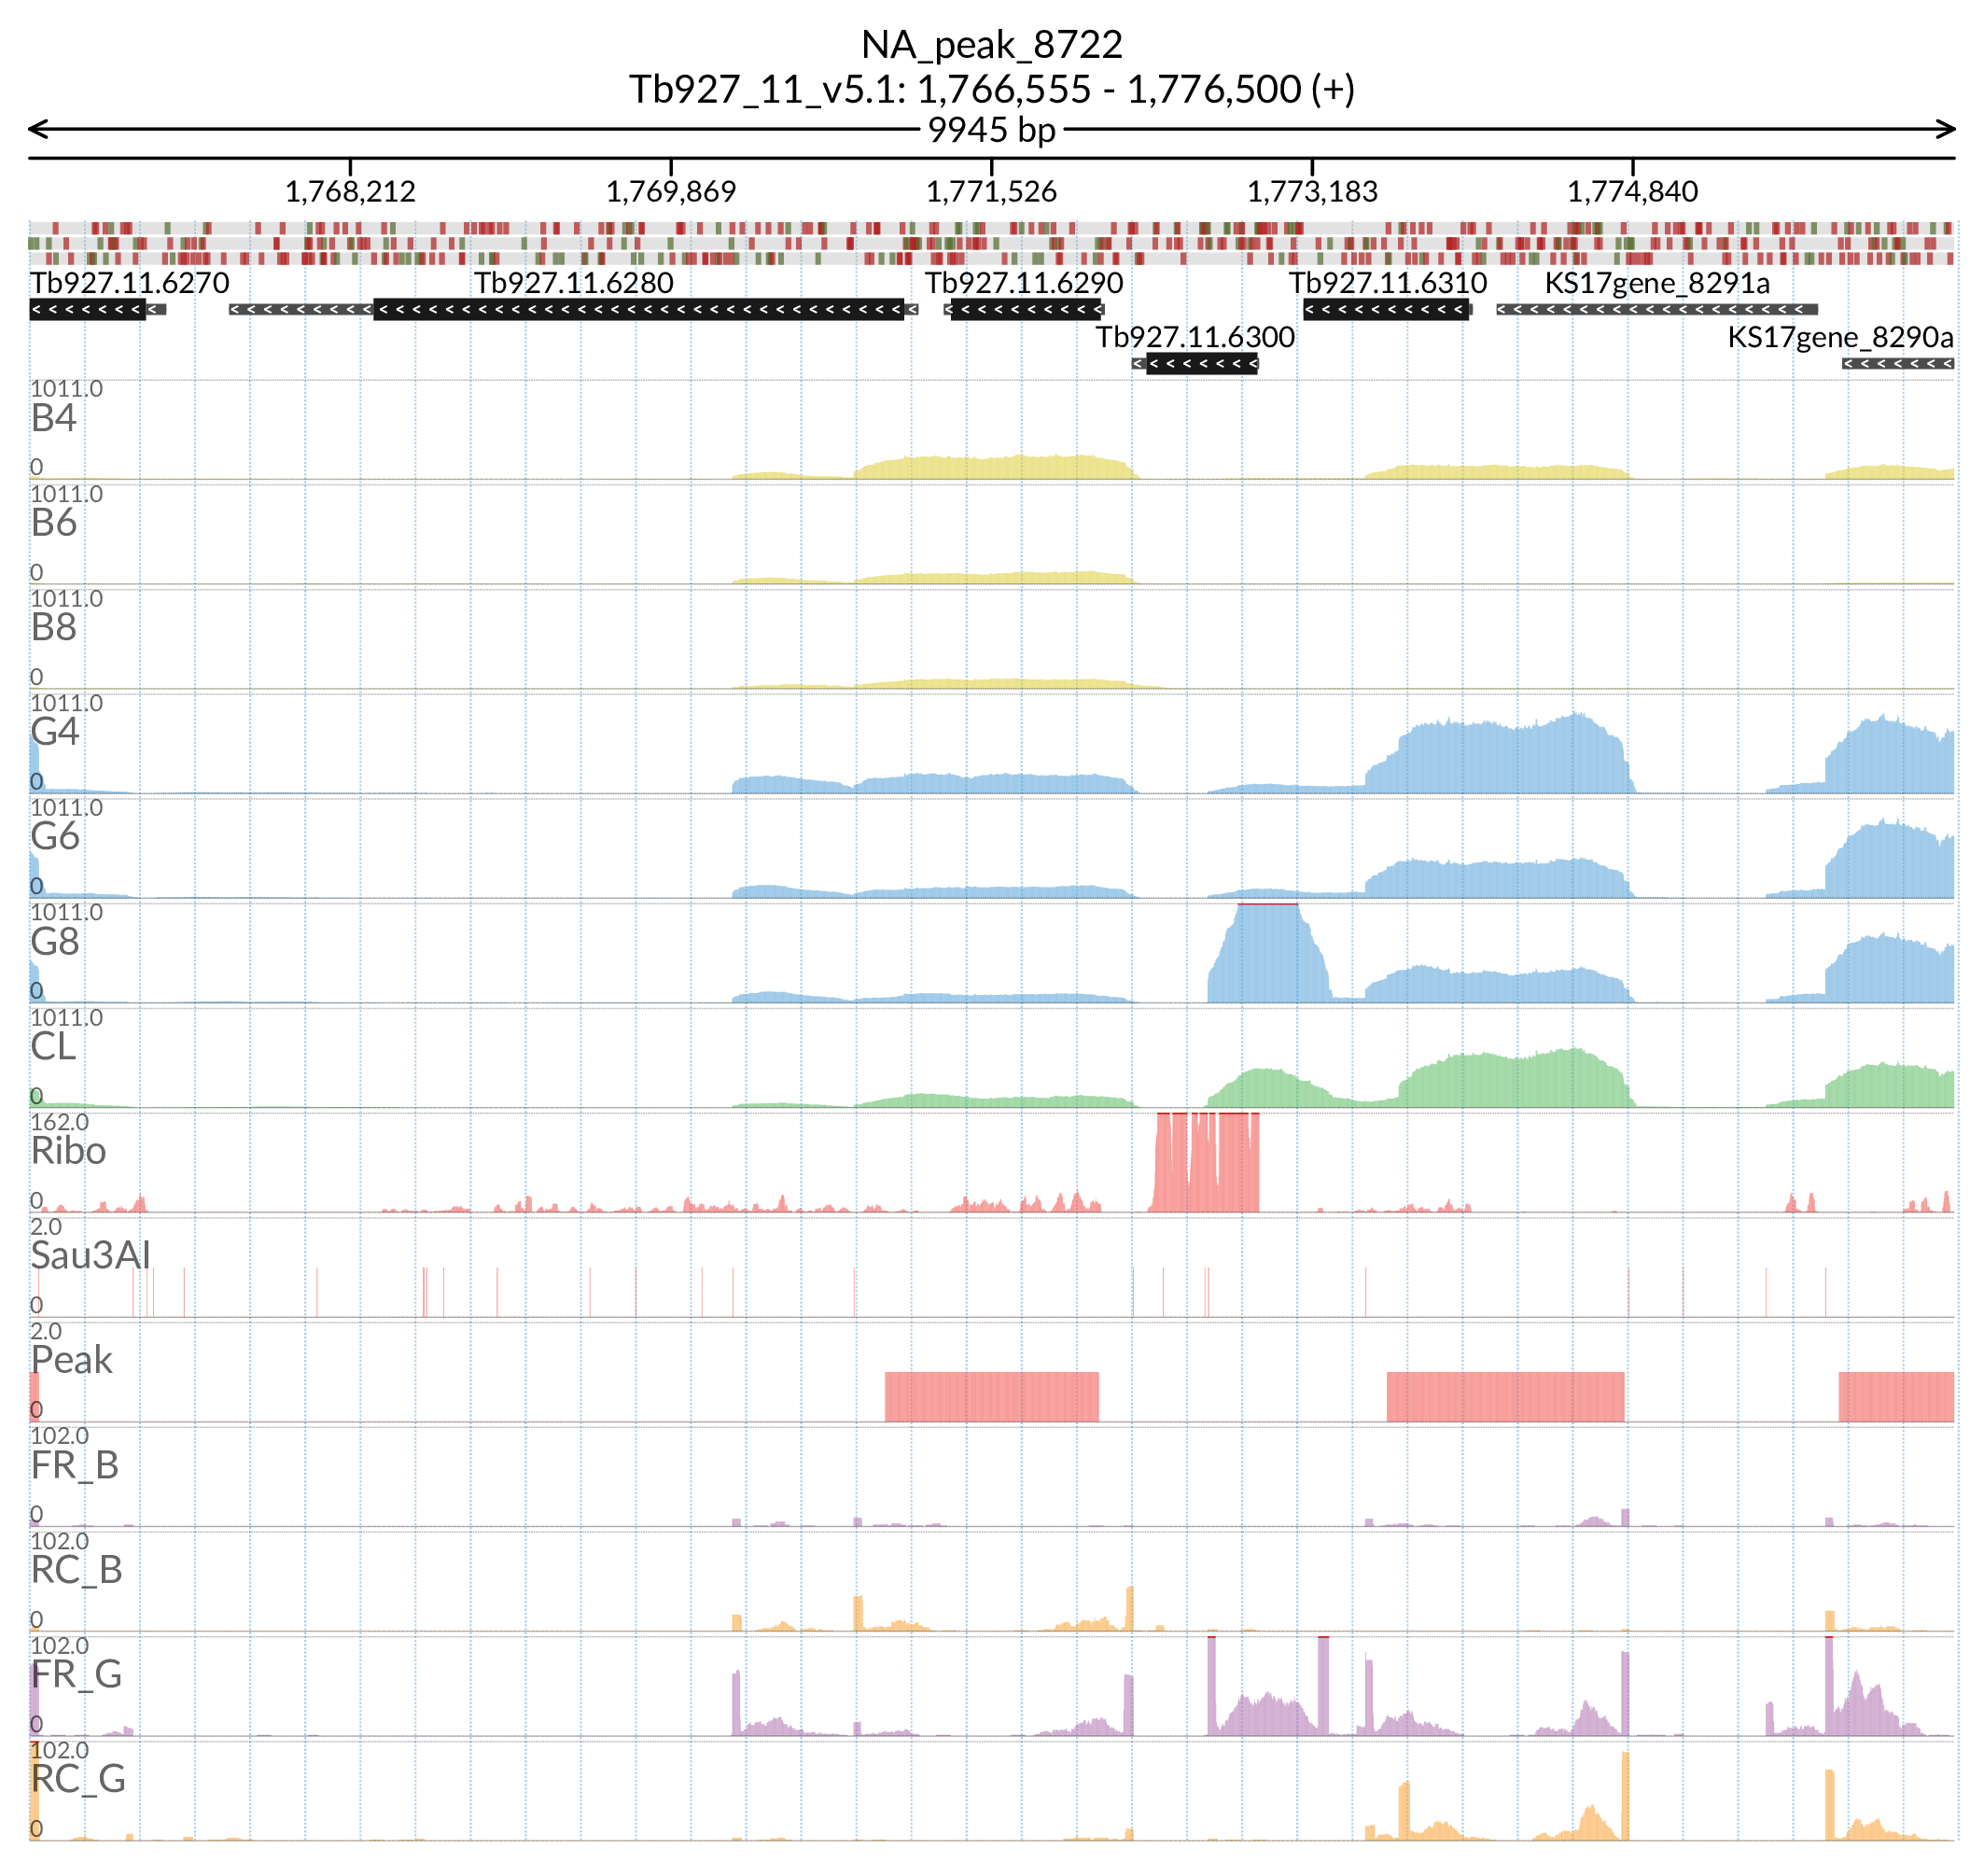 NA_peak_8722
Tb927_11_v5.1: 1,766,555 - 1,776,500 (+)
9945 bp
1,768,212 1,769,869 1,771,526 1,773,183 1,774,840
Tb927.11.6270 Tb927.11.6280 Tb927.11.6290 Tb927.11.6310 KS17gene_8291a
Tb927.11.6300 KS17gene_8290a
1011.0
B4
0
1011.0
B6
0
1011.0
B8
0
1011.0
G4
0
1011.0
G6
0
1011.0
G8
0
1011.0
CL
0
162.0
Ribo
0
2.0
Sau3AI
0
2.0
Peak
0
102.0
FR_B
0
102.0
RC_B
0
102.0
FR_G
0
102.0
RC_G
0